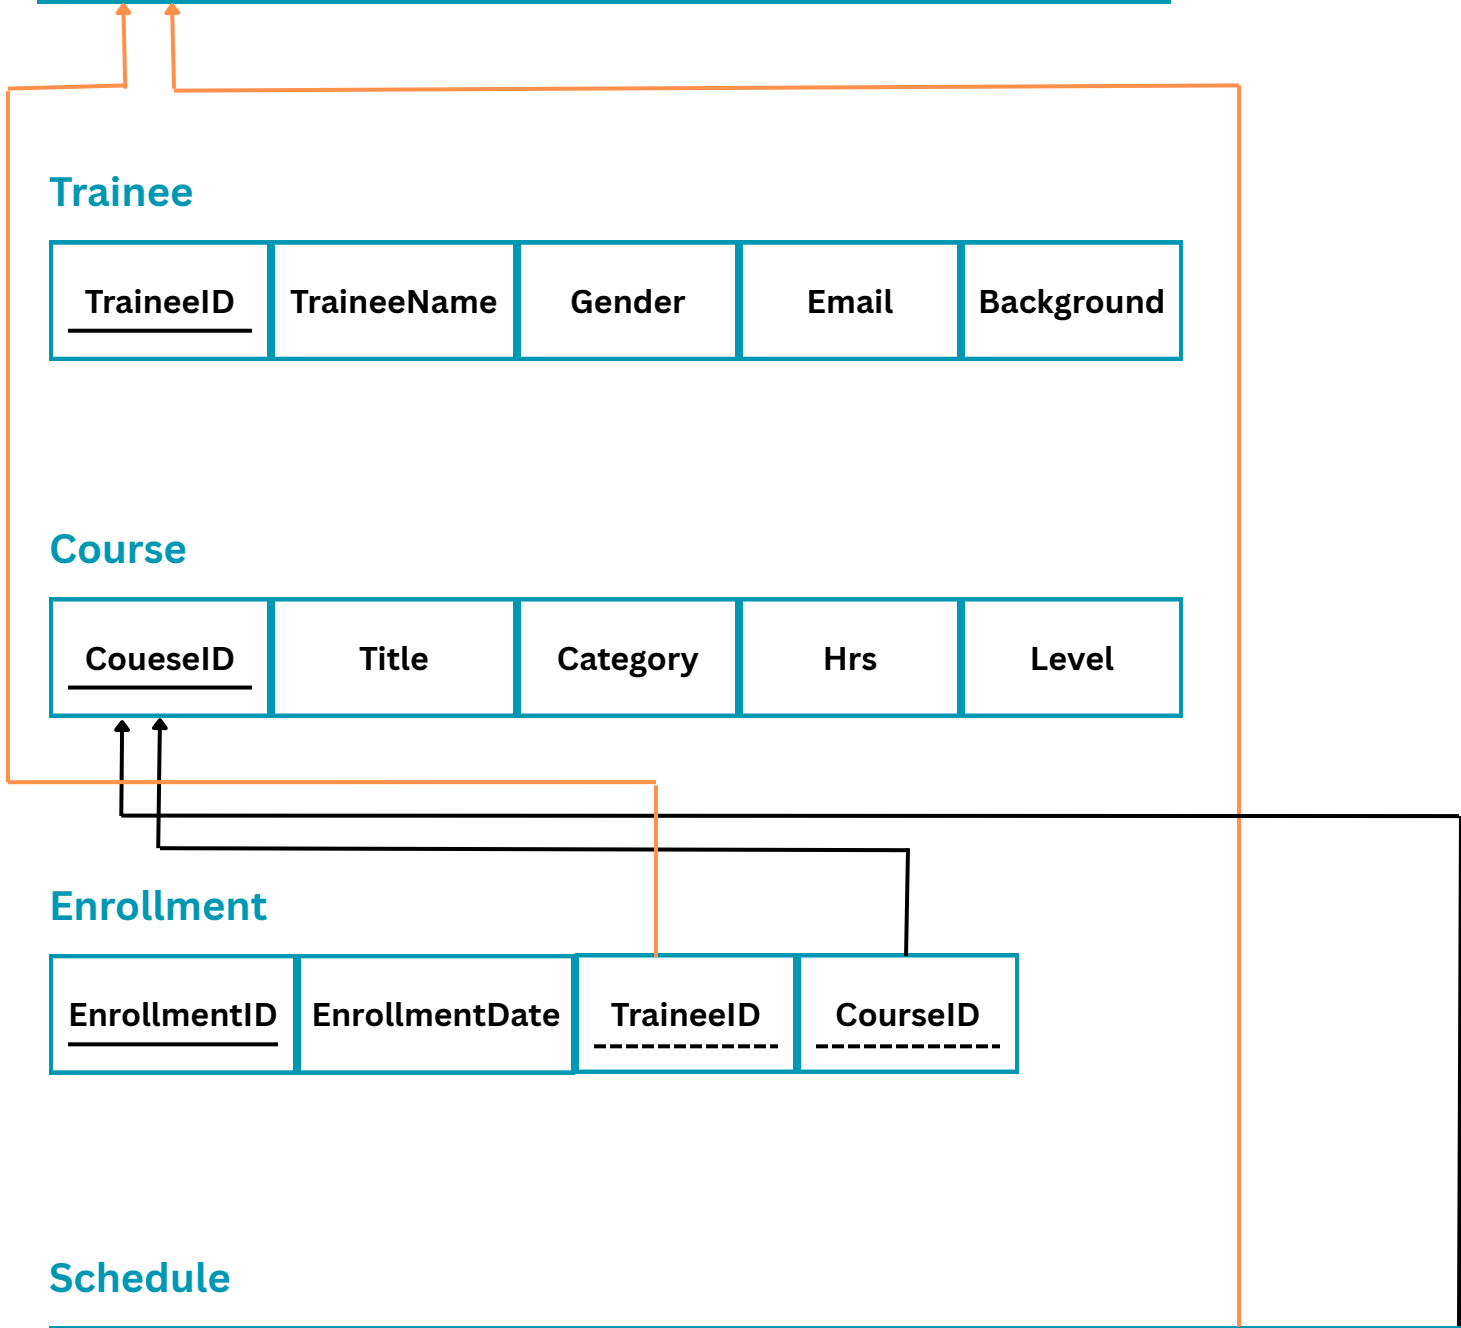 Trainee
TraineeID TraineeName Gender Email Background
Course
CoueseID Title Category Hrs Level
Enrollment
EnrollmentID EnrollmentDate TraineeID CourseID
Schedule